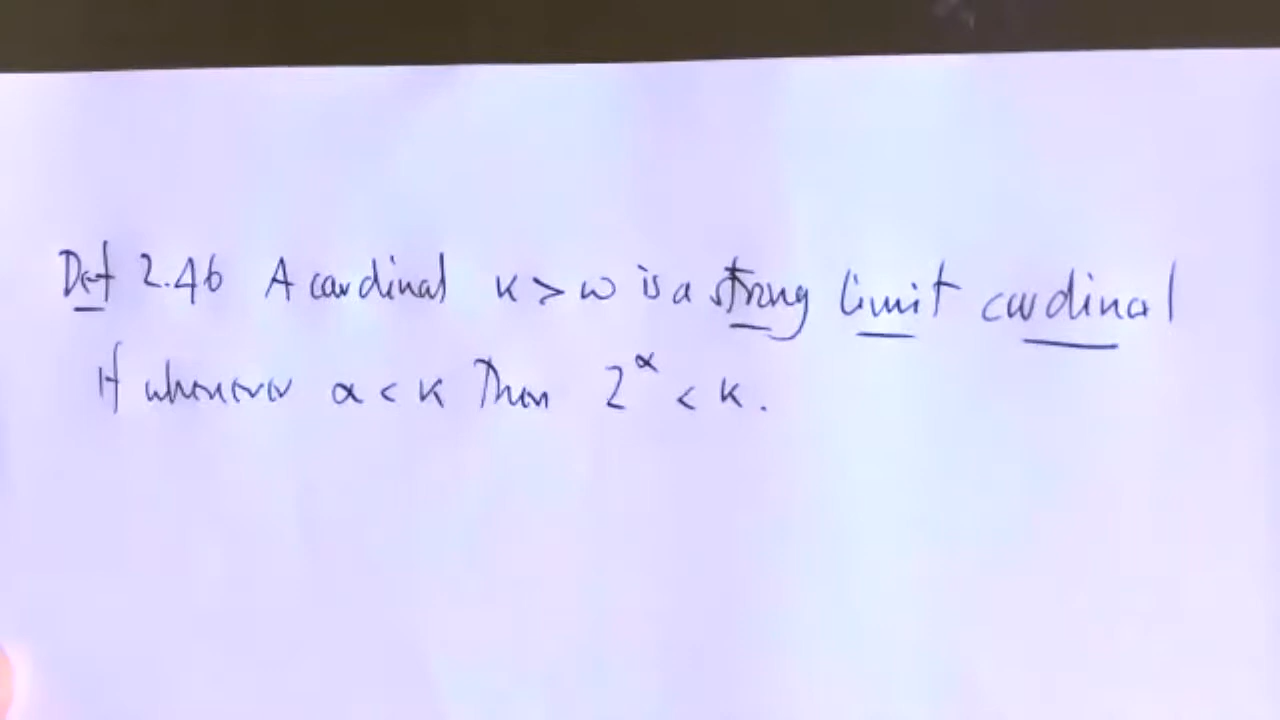 Def 2.46 A cardinal κ > ω is a strong limit cardinal
if whenever α < κ then 2^α < κ.